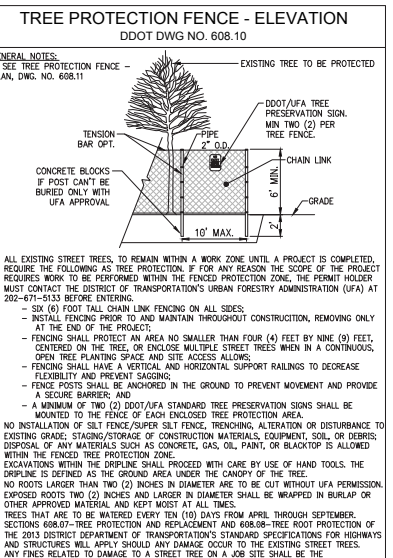 TREE PROTECTION FENCE - ELEVATION
DDOT DWG NO. 608.10
NERAL NOTES:
SEE TREE PROTECTION FENCE -
AN, DWG. NO. 608.11
EXISTING TREE TO BE PROTECTED
DDOT/UFA TREE
PRESERVATION SIGN.
MIN TWO (2) PER
TREE FENCE.
TENSION
BAR OPT.
PIPE
2" O.D.
CHAIN LINK
CONCRETE BLOCKS
IF POST CAN'T BE
BURIED ONLY WITH
UFA APPROVAL
6' MIN.
GRADE
10' MAX.
2'
ALL EXISTING STREET TREES, TO REMAIN WITHIN A WORK ZONE UNTIL A PROJECT IS COMPLETED,
REQUIRE THE FOLLOWING AS TREE PROTECTION. IF FOR ANY REASON THE SCOPE OF THE PROJECT
REQUIRES WORK TO BE PERFORMED WITHIN THE FENCED PROTECTION ZONE, THE PERMIT HOLDER
MUST CONTACT THE DISTRICT OF TRANSPORTATION'S URBAN FORESTRY ADMINISTRATION (UFA) AT
202-671-5133 BEFORE ENTERING.
- SIX (6) FOOT TALL CHAIN LINK FENCING ON ALL SIDES;
- INSTALL FENCING PRIOR TO AND MAINTAIN THROUGHOUT CONSTRUCITION, REMOVING ONLY
AT THE END OF THE PROJECT;
- FENCING SHALL PROTECT AN AREA NO SMALLER THAN FOUR (4) FEET BY NINE (9) FEET,
CENTERED ON THE TREE, OR ENCLOSE MULTIPLE STREET TREES WHEN IN A CONTINUOUS,
OPEN TREE PLANTING SPACE AND SITE ACCESS ALLOWS;
- FENCING SHALL HAVE A VERTICAL AND HORIZONTAL SUPPORT RAILINGS TO DECREASE
FLEXIBILITY AND PREVENT SAGGING;
- FENCE POSTS SHALL BE ANCHORED IN THE GROUND TO PREVENT MOVEMENT AND PROVIDE
A SECURE BARRIER; AND
- A MINIMUM OF TWO (2) DDOT/UFA STANDARD TREE PRESERVATION SIGNS SHALL BE
MOUNTED TO THE FENCE OF EACH ENCLOSED TREE PROTECTION AREA.
NO INSTALLATION OF SILT FENCE/SUPER SILT FENCE, TRENCHING, ALTERATION OR DISTURBANCE TO
EXISTING GRADE; STAGING/STORAGE OF CONSTRUCTION MATERIALS, EQUIPMENT, SOIL, OR DEBRIS;
DISPOSAL OF ANY MATERIALS SUCH AS CONCRETE, GAS, OIL, PAINT, OR BLACKTOP IS ALLOWED
WITHIN THE FENCED TREE PROTECTION ZONE.
EXCAVATIONS WITHIN THE DRIPLINE SHALL PROCEED WITH CARE BY USE OF HAND TOOLS. THE
DRIPLINE IS DEFINED AS THE GROUND AREA UNDER THE CANOPY OF THE TREE.
NO ROOTS LARGER THAN TWO (2) INCHES IN DIAMETER ARE TO BE CUT WITHOUT UFA PERMISSION.
EXPOSED ROOTS TWO (2) INCHES AND LARGER IN DIAMETER SHALL BE WRAPPED IN BURLAP OR
OTHER APPROVED MATERIAL AND KEPT MOIST AT ALL TIMES.
TREES THAT ARE TO BE WATERED EVERY TEN (10) DAYS FROM APRIL THROUGH SEPTEMBER.
SECTIONS 608.07-TREE PROTECTION AND REPLACEMENT AND 608.08-TREE ROOT PROTECTION OF
THE 2013 DISTRICT DEPARTMENT OF TRANSPORTATION'S STANDARD SPECIFICATIONS FOR HIGHWAYS
AND STRUCTURES WILL APPLY SHOULD ANY DAMAGE OCCUR TO THE EXISTING STREET TREES.
ANY FINES RELATED TO DAMAGE TO A STREET TREE ON A JOB SITE SHALL BE THE